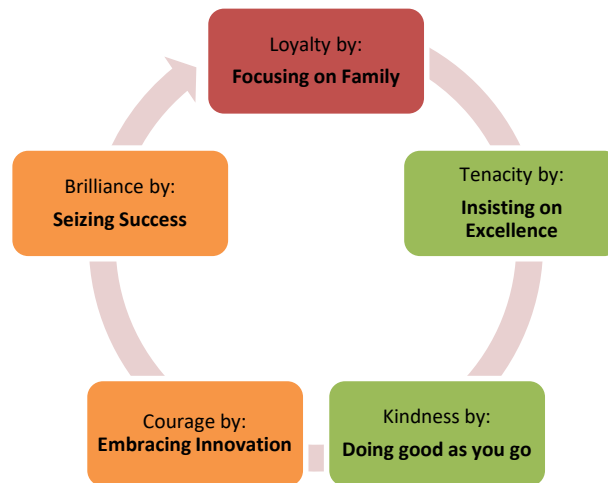 Loyalty by:
Focusing on Family
Tenacity by:
Insisting on
Excellence
Kindness by:
Doing good as you go
Courage by:
Embracing Innovation
Brilliance by:
Seizing Success